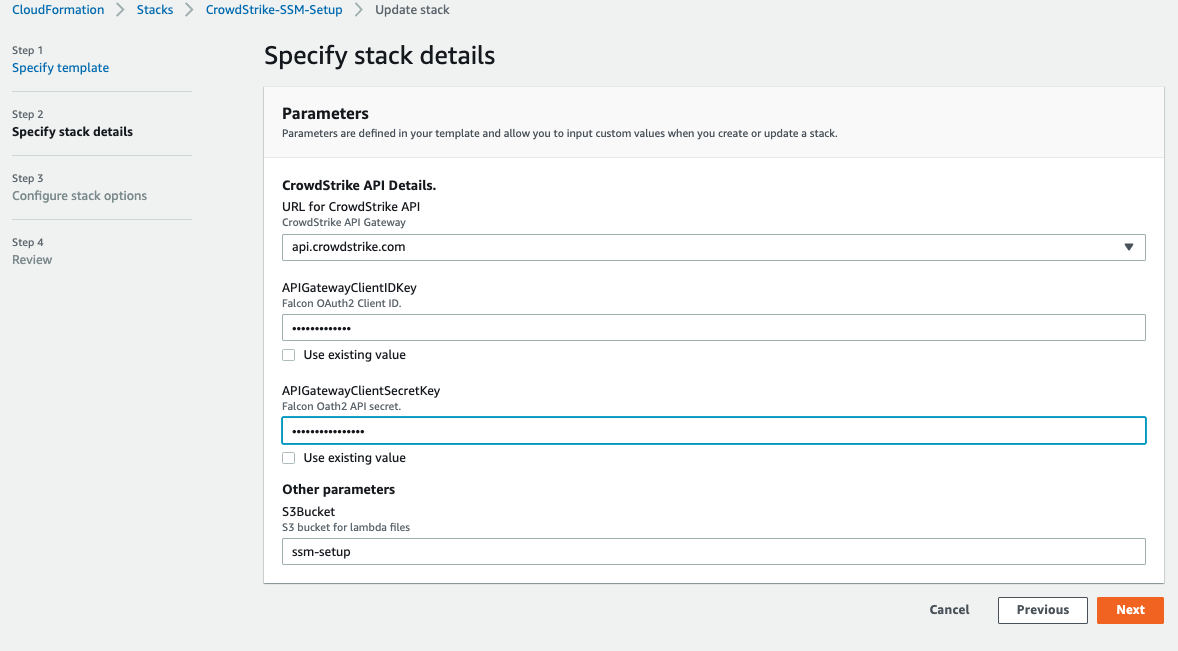 CloudFormation > Stacks > CrowdStrike-SSM-Setup > Update stack
Step 1
Specify template
Step 2
Specify stack details
Step 3
Configure stack options
Step 4
Review
Specify stack details
Parameters
Parameters are defined in your template and allow you to input custom values when you create or update a stack.
CrowdStrike API Details.
URL for CrowdStrike API
CrowdStrike API Gateway
api.crowdstrike.com
APIGatewayClientIDKey
Falcon OAuth2 Client ID.
•••••••••••••
Use existing value
APIGatewayClientSecretKey
Falcon Oath2 API secret.
••••••••••••••••
Use existing value
Other parameters
S3Bucket
S3 bucket for lambda files
ssm-setup
Cancel Previous Next